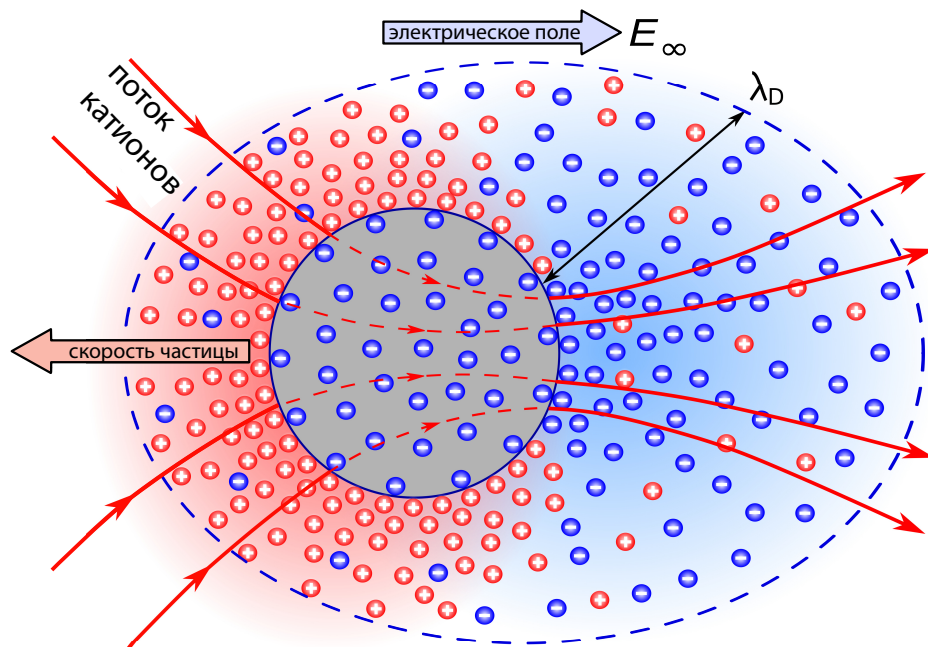 электрическое поле
E∞
поток
катионов
λD
скорость частицы